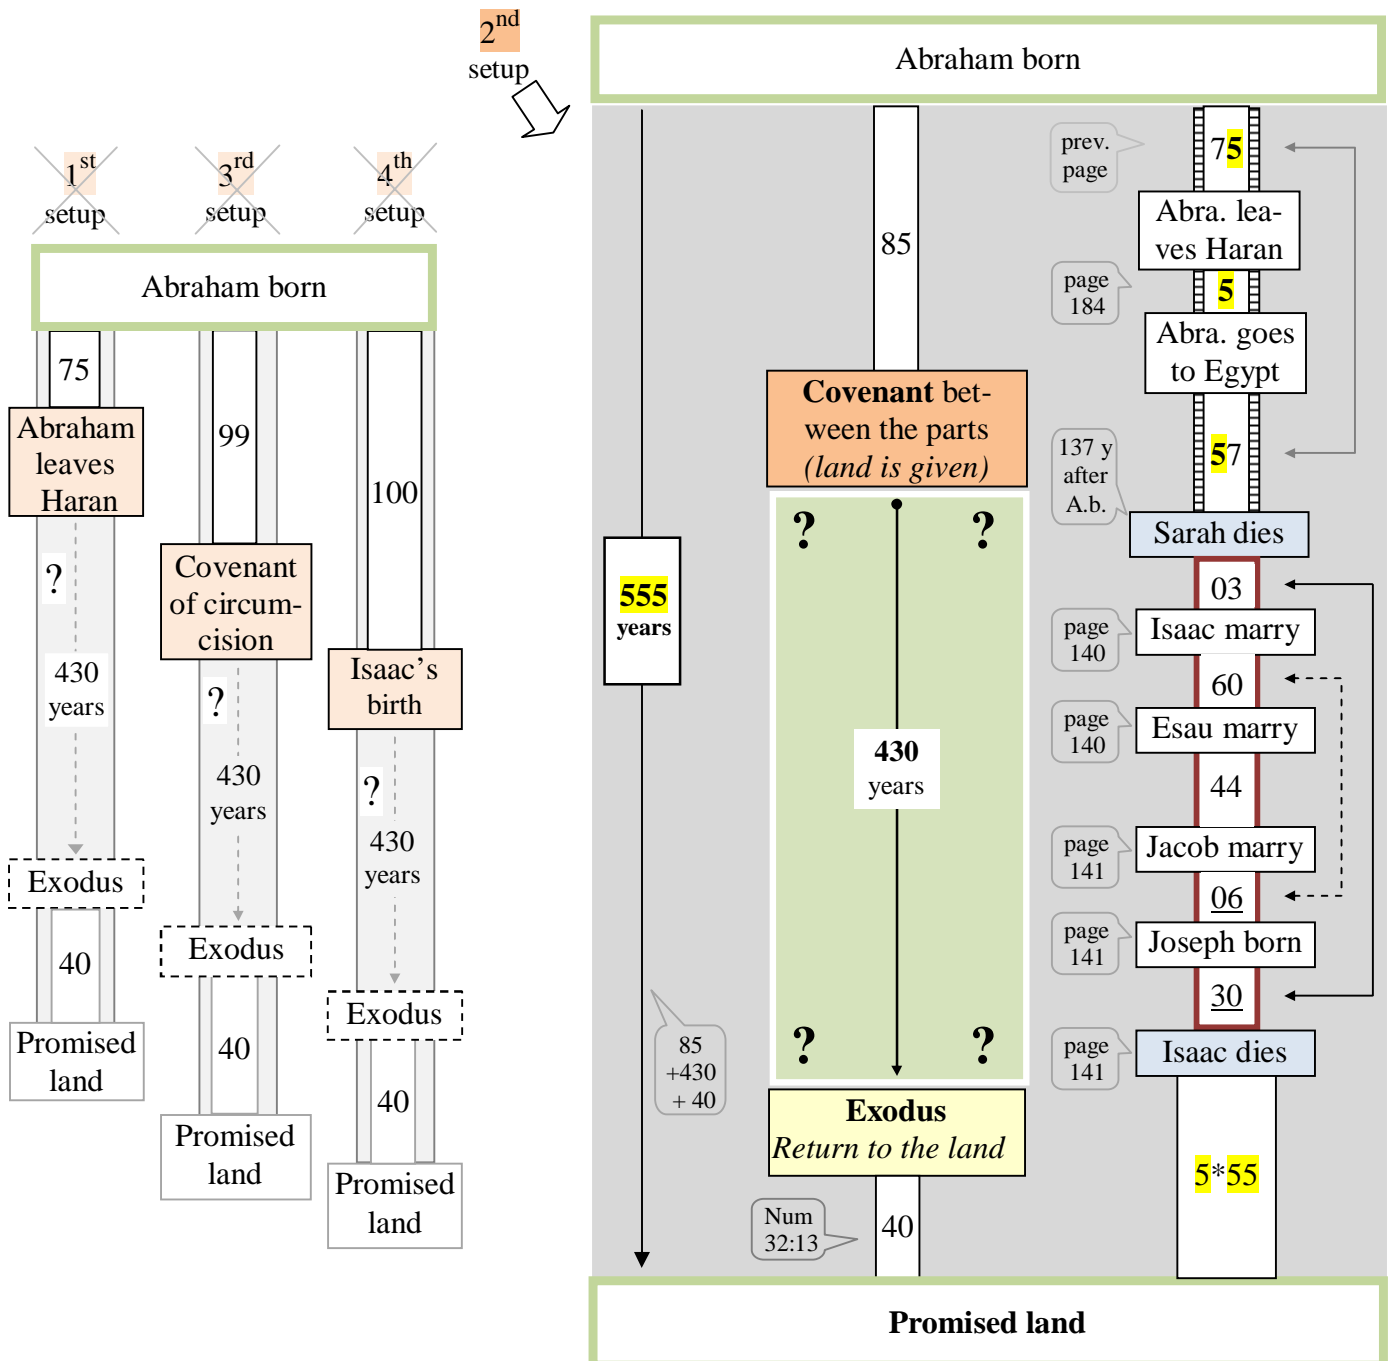 2nd
setup
Abraham born
1st
setup
3rd
setup
4th
setup
Abraham born
75
Abraham
leaves
Haran
?
430
years
Exodus
40
Promised
land
99
Covenant
of circum-
cision
?
430
years
Exodus
40
Promised
land
100
Isaac’s
birth
?
430
years
Exodus
40
Promised
land
555
years
85
+430
+ 40
85
Covenant bet-
ween the parts
(land is given)
? ?
430
years
? ?
Exodus
Return to the land
Num
32:13
40
prev.
page
75
Abra. lea-
ves Haran
page
184
5
Abra. goes
to Egypt
137 y
after
A.b.
57
Sarah dies
03
page
140
Isaac marry
60
page
140
Esau marry
44
page
141
Jacob marry
06
page
141
Joseph born
30
page
141
Isaac dies
5*55
Promised land